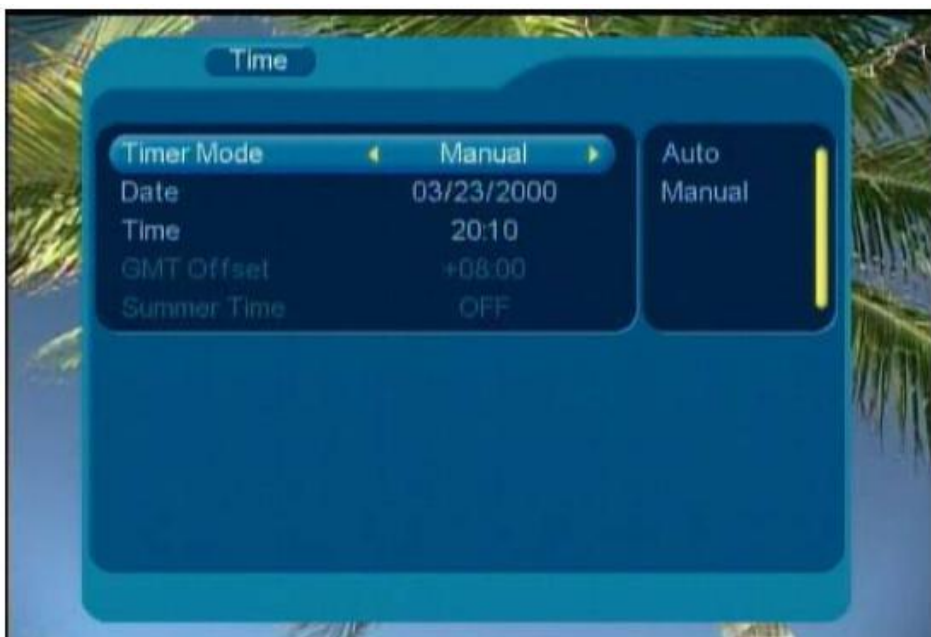 Time
Timer Mode Manual
Date 03/23/2000
Time 20:10
GMT Offset +08:00
Summer Time OFF
Auto
Manual